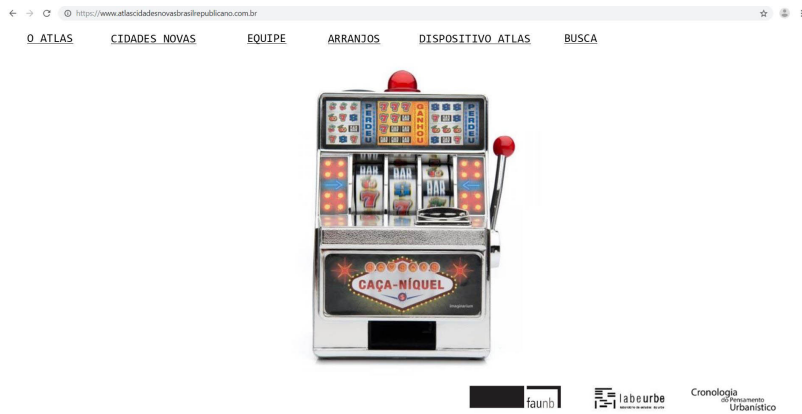 https://www.atlascidadesnovasbrasilrepublicano.com.br
O ATLAS CIDADES NOVAS EQUIPE ARRANJOS DISPOSITIVO ATLAS BUSCA
PERDEU GANHOU PERDEU
BAR BAR
CAÇA-NÍQUEL
$
imaginarium
faunb
labeurbe
Cronologia
do Pensamento
Urbanístico